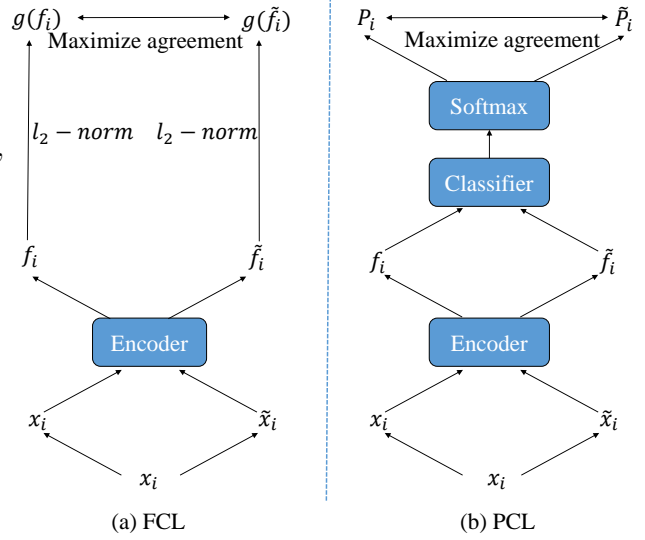 g(f_i) g(f̃_i)
Maximize agreement
l_2 − norm l_2 − norm
,
f_i f̃_i
Encoder
x_i x̃_i
x_i
(a) FCL
P_i P̃_i
Maximize agreement
Softmax
Classifier
f_i f̃_i
Encoder
x_i x̃_i
x_i
(b) PCL